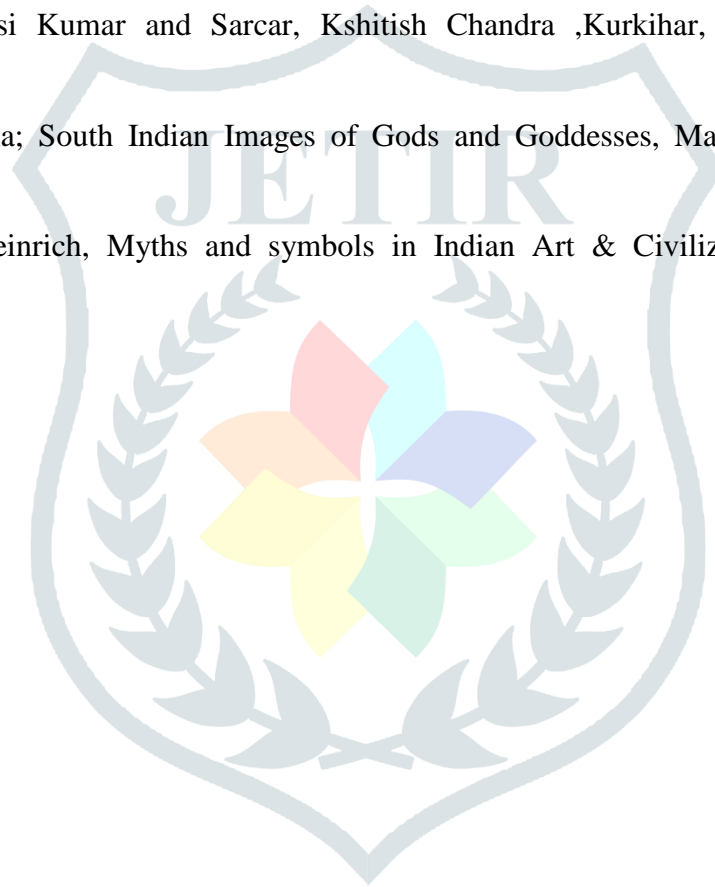 si Kumar and Sarcar, Kshitish Chandra ,Kurkihar,
a; South Indian Images of Gods and Goddesses, Ma
JETIR
einrich, Myths and symbols in Indian Art & Civiliz